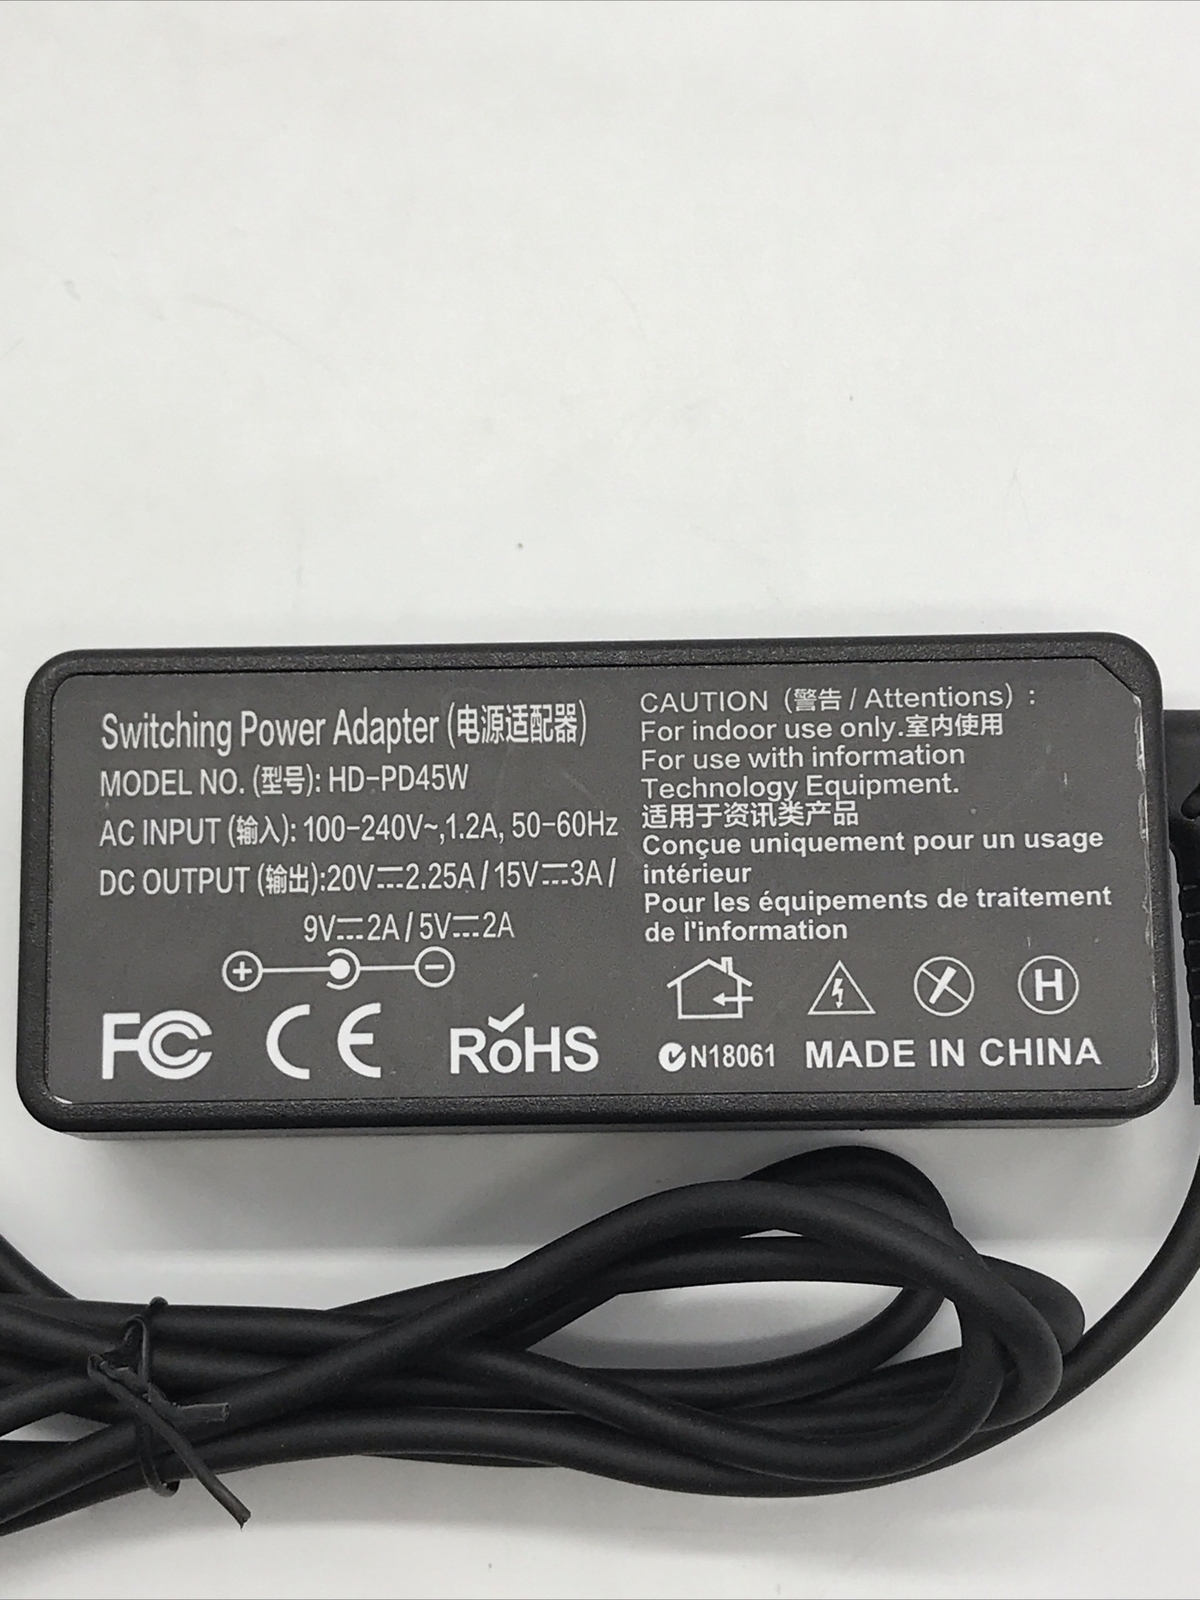 Switching Power Adapter (电源适配器)
MODEL NO. (型号): HD-PD45W
AC INPUT (输入): 100-240V~,1.2A, 50-60Hz
DC OUTPUT (输出):20V⎓2.25A / 15V⎓3A /
9V⎓2A / 5V⎓2A
+ −
FC CE RoHS
CAUTION (警告 / Attentions) :
For indoor use only.室内使用
For use with information
Technology Equipment.
适用于资讯类产品
Conçue uniquement pour un usage
intérieur
Pour les équipements de traitement
de l'information
H
N18061 MADE IN CHINA